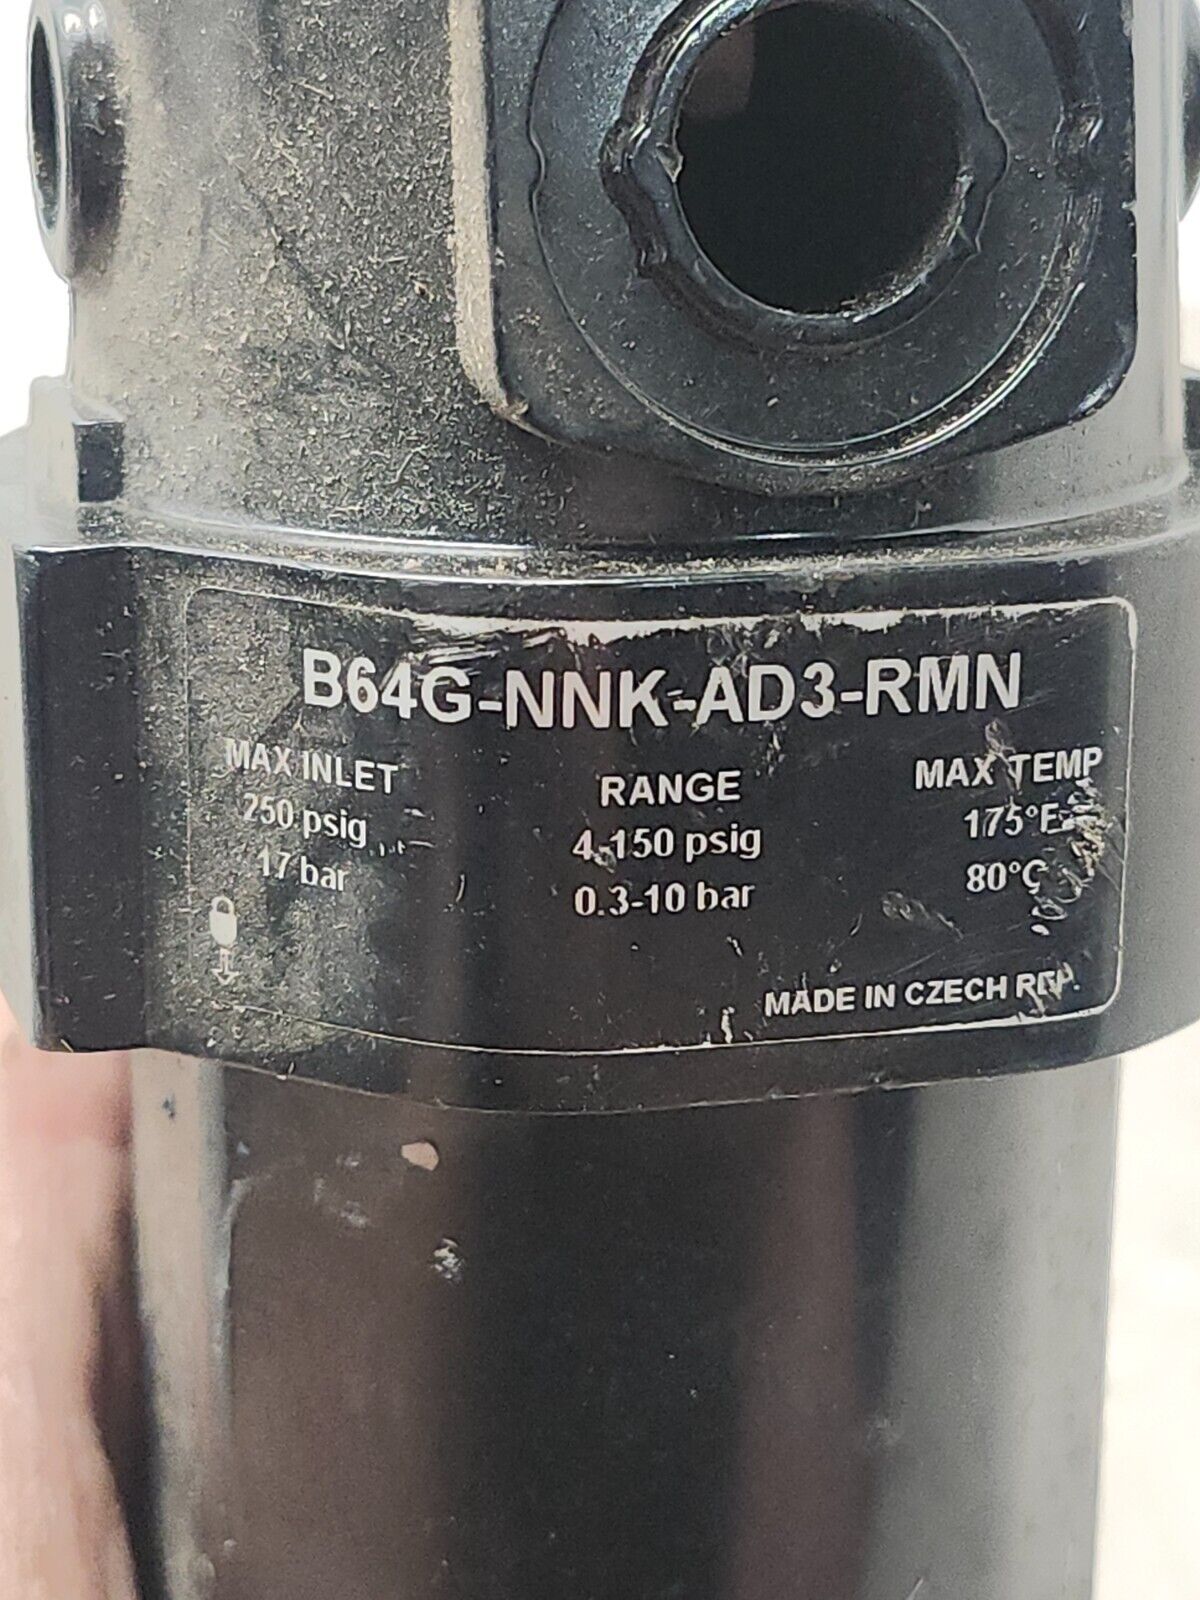 B64G-NNK-AD3-RMN
MAX INLET
250 psig
17 bar
RANGE
4-150 psig
0.3-10 bar
MAX TEMP
175°F
80°C
MADE IN CZECH REP.